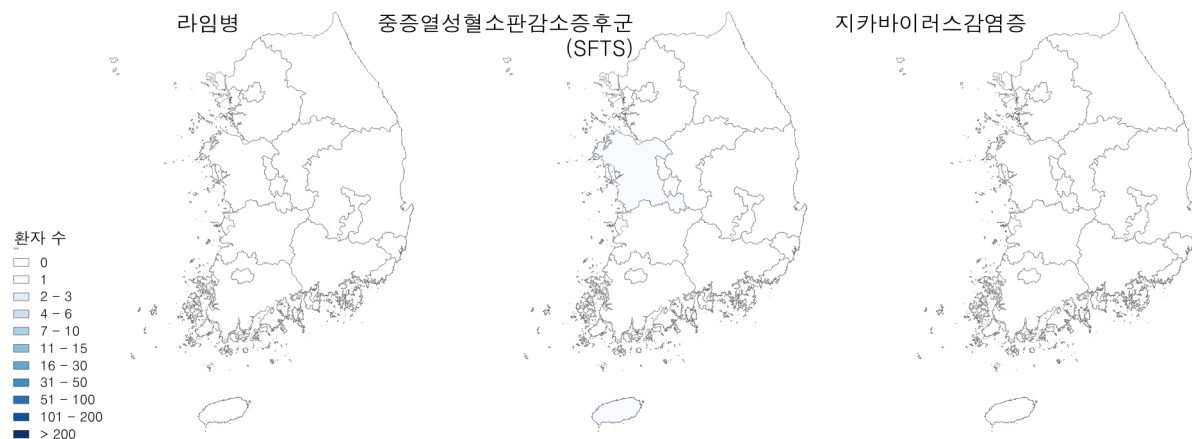 라임병
중증열성혈소판감소증후군
(SFTS)
지카바이러스감염증
환자 수
0
1
2 - 3
4 - 6
7 - 10
11 - 15
16 - 30
31 - 50
51 - 100
101 - 200
> 200